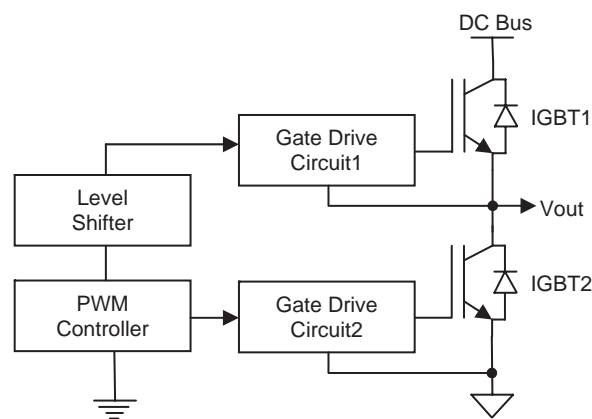 DC Bus
Gate Drive
Circuit1
IGBT1
Level
Shifter
Vout
PWM
Controller
Gate Drive
Circuit2
IGBT2